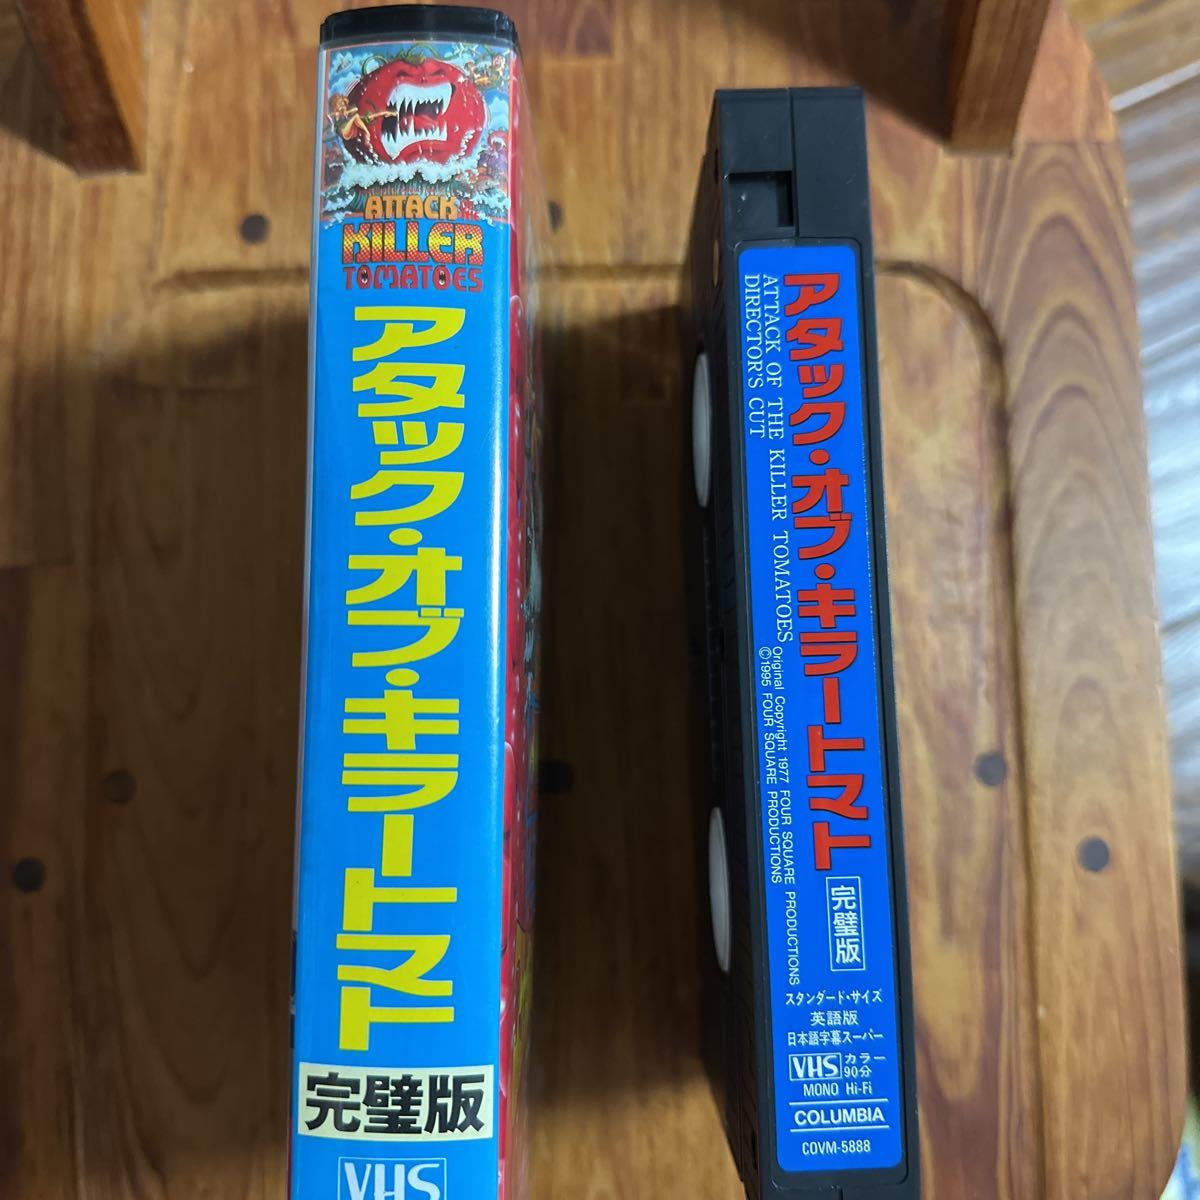 ATTACK
OF THE
KILLER
TOMATOES
アタック・オブ・キラートマト
完璧版
VHS
アタック・オブ・キラートマト
ATTACK OF THE KILLER TOMATOES
DIRECTOR'S CUT
Original Copyright 1977 FOUR SQUARE PRODUCTIONS
©1995 FOUR SQUARE PRODUCTIONS
完璧版
スタンダード・サイズ
英語版
日本語字幕スーパー
VHS カラー
90分
MONO Hi-Fi
COLUMBIA
COVM-5888